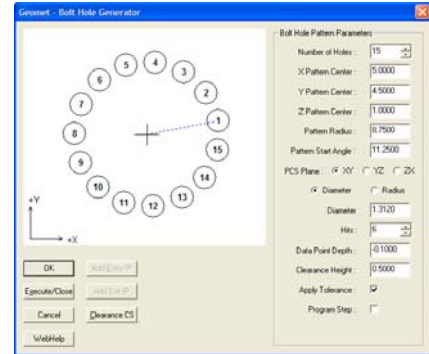 Geomet - Bolt Hole Generator
5
4
3
6
2
7
1
8
15
9
14
10
13
11
12
+Y
+X
Bolt Hole Pattern Parameters
Number of Holes : 15
X Pattern Center : 5.0000
Y Pattern Center : 4.5000
Z Pattern Center : 1.0000
Pattern Radius : 8.7500
Pattern Start Angle : 11.2500
PCS Plane : XY YZ ZX
Diameter Radius
Diameter 1.3120
Hits : 6
Data Point Depth : -0.1000
Clearance Height : 0.5000
Apply Tolerance :
Program Step :
OK Add Entry IP
Execute/Close Add Exit IP
Cancel Clearance CS
WebHelp